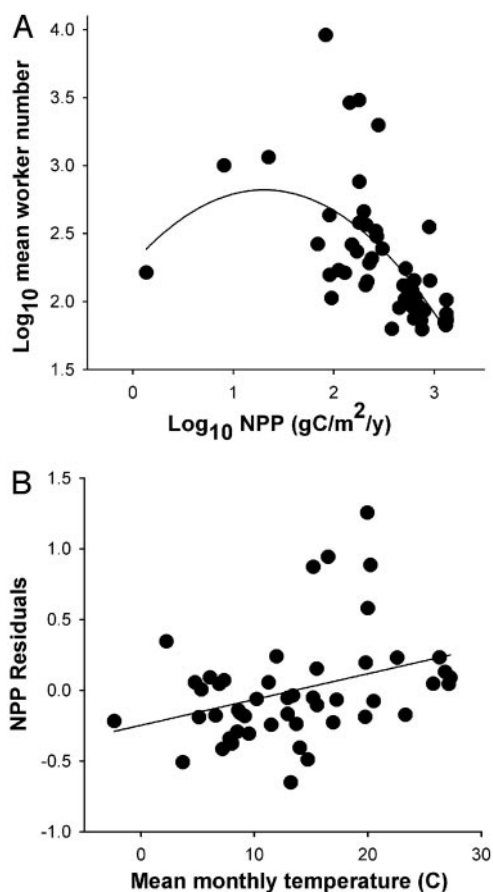 A
Log10 mean worker number
4.0
3.5
3.0
2.5
2.0
1.5
0 1 2 3
Log10 NPP (gC/m2/y)
B
NPP Residuals
1.5
1.0
0.5
0.0
-0.5
-1.0
0 10 20 30
Mean monthly temperature (C)